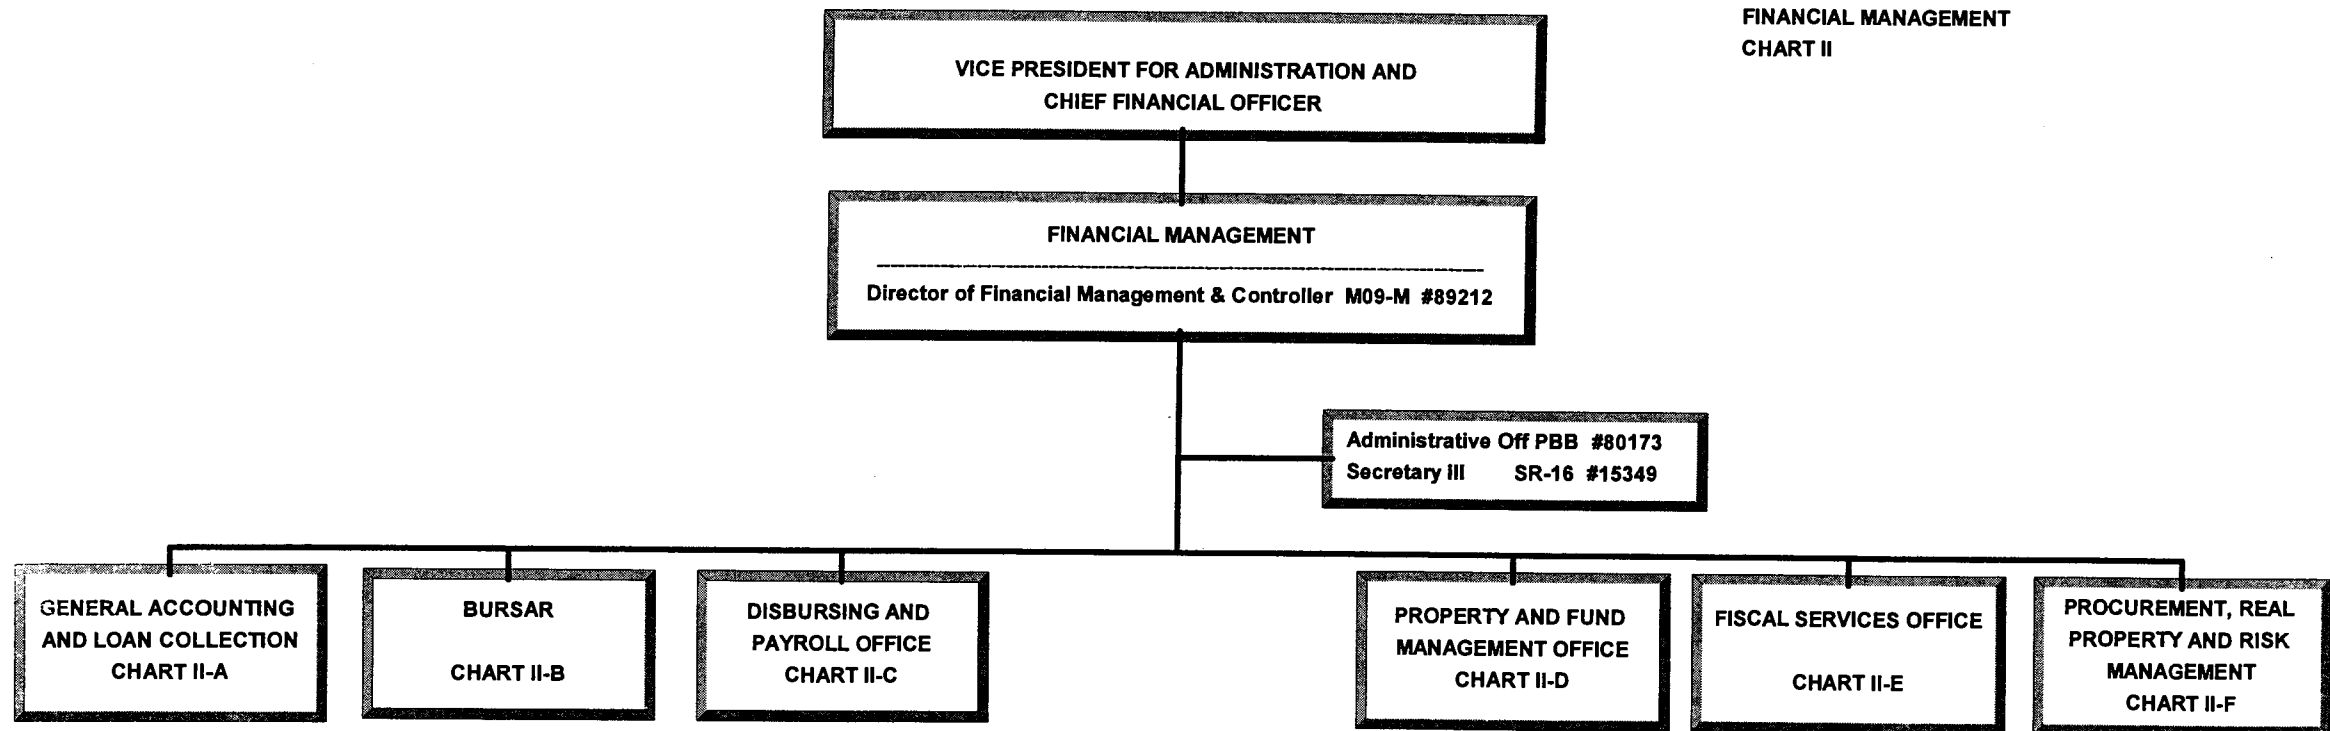 FINANCIAL MANAGEMENT
CHART II
VICE PRESIDENT FOR ADMINISTRATION AND
CHIEF FINANCIAL OFFICER
FINANCIAL MANAGEMENT
Director of Financial Management & Controller M09-M #89212
Administrative Off PBB #80173
Secretary III SR-16 #15349
GENERAL ACCOUNTING
AND LOAN COLLECTION
CHART II-A
BURSAR
CHART II-B
DISBURSING AND
PAYROLL OFFICE
CHART II-C
PROPERTY AND FUND
MANAGEMENT OFFICE
CHART II-D
FISCAL SERVICES OFFICE
CHART II-E
PROCUREMENT, REAL
PROPERTY AND RISK
MANAGEMENT
CHART II-F